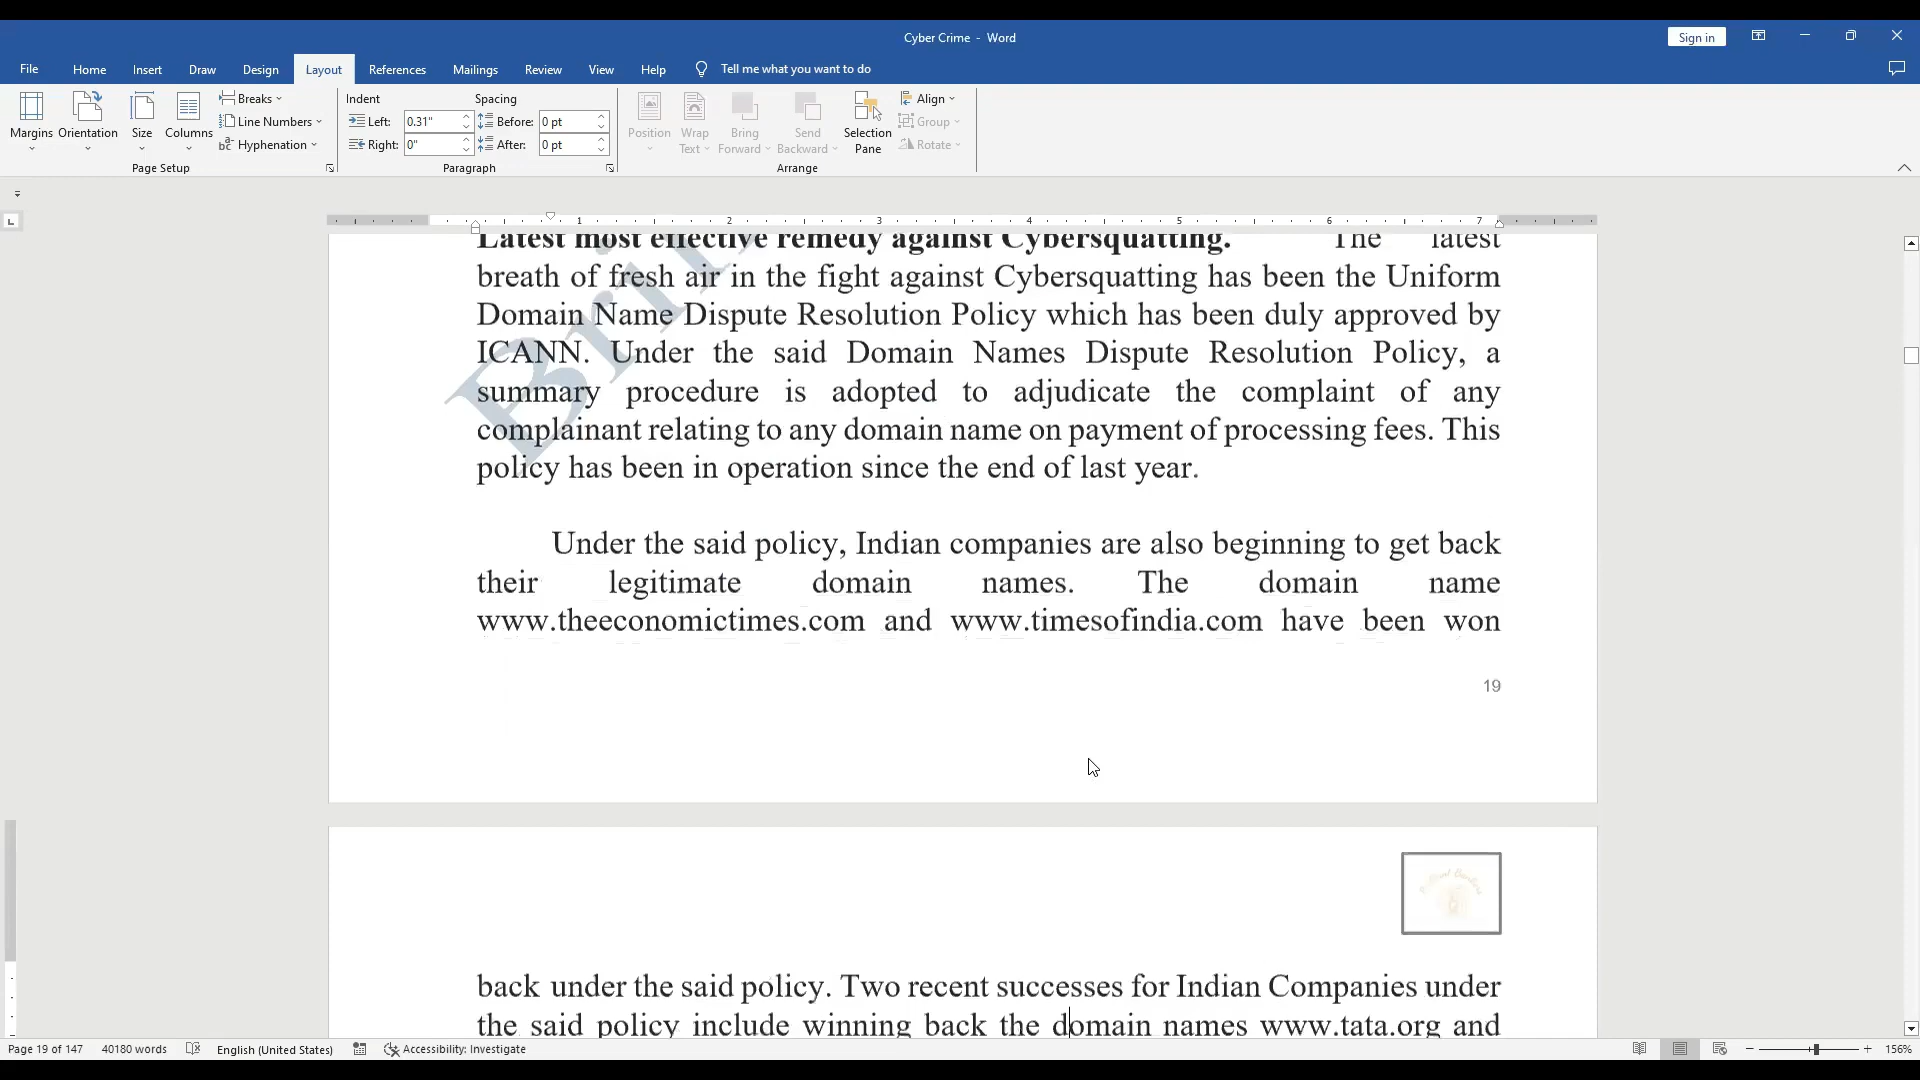 Cyber Crime - Word
Sign in
File Home Insert Draw Design Layout References Mailings Review View Help Tell me what you want to do
Margins Orientation Size Columns
Breaks
Line Numbers
Hyphenation
Page Setup
Indent
Left: 0.31"
Right: 0"
Spacing
Before: 0 pt
After: 0 pt
Paragraph
Position
Wrap Text
Bring Forward
Send Backward
Selection Pane
Align
Group
Rotate
Arrange
1 2 3 4 5 6 7
Latest most effective remedy against Cybersquatting. The latest
breath of fresh air in the fight against Cybersquatting has been the Uniform
Domain Name Dispute Resolution Policy which has been duly approved by
ICANN. Under the said Domain Names Dispute Resolution Policy, a
summary procedure is adopted to adjudicate the complaint of any
complainant relating to any domain name on payment of processing fees. This
policy has been in operation since the end of last year.
Under the said policy, Indian companies are also beginning to get back
their legitimate domain names. The domain name
www.theeconomictimes.com and www.timesofindia.com have been won
19
back under the said policy. Two recent successes for Indian Companies under
the said policy include winning back the domain names www.tata.org and
Page 19 of 147 40180 words English (United States) Accessibility: Investigate 156%